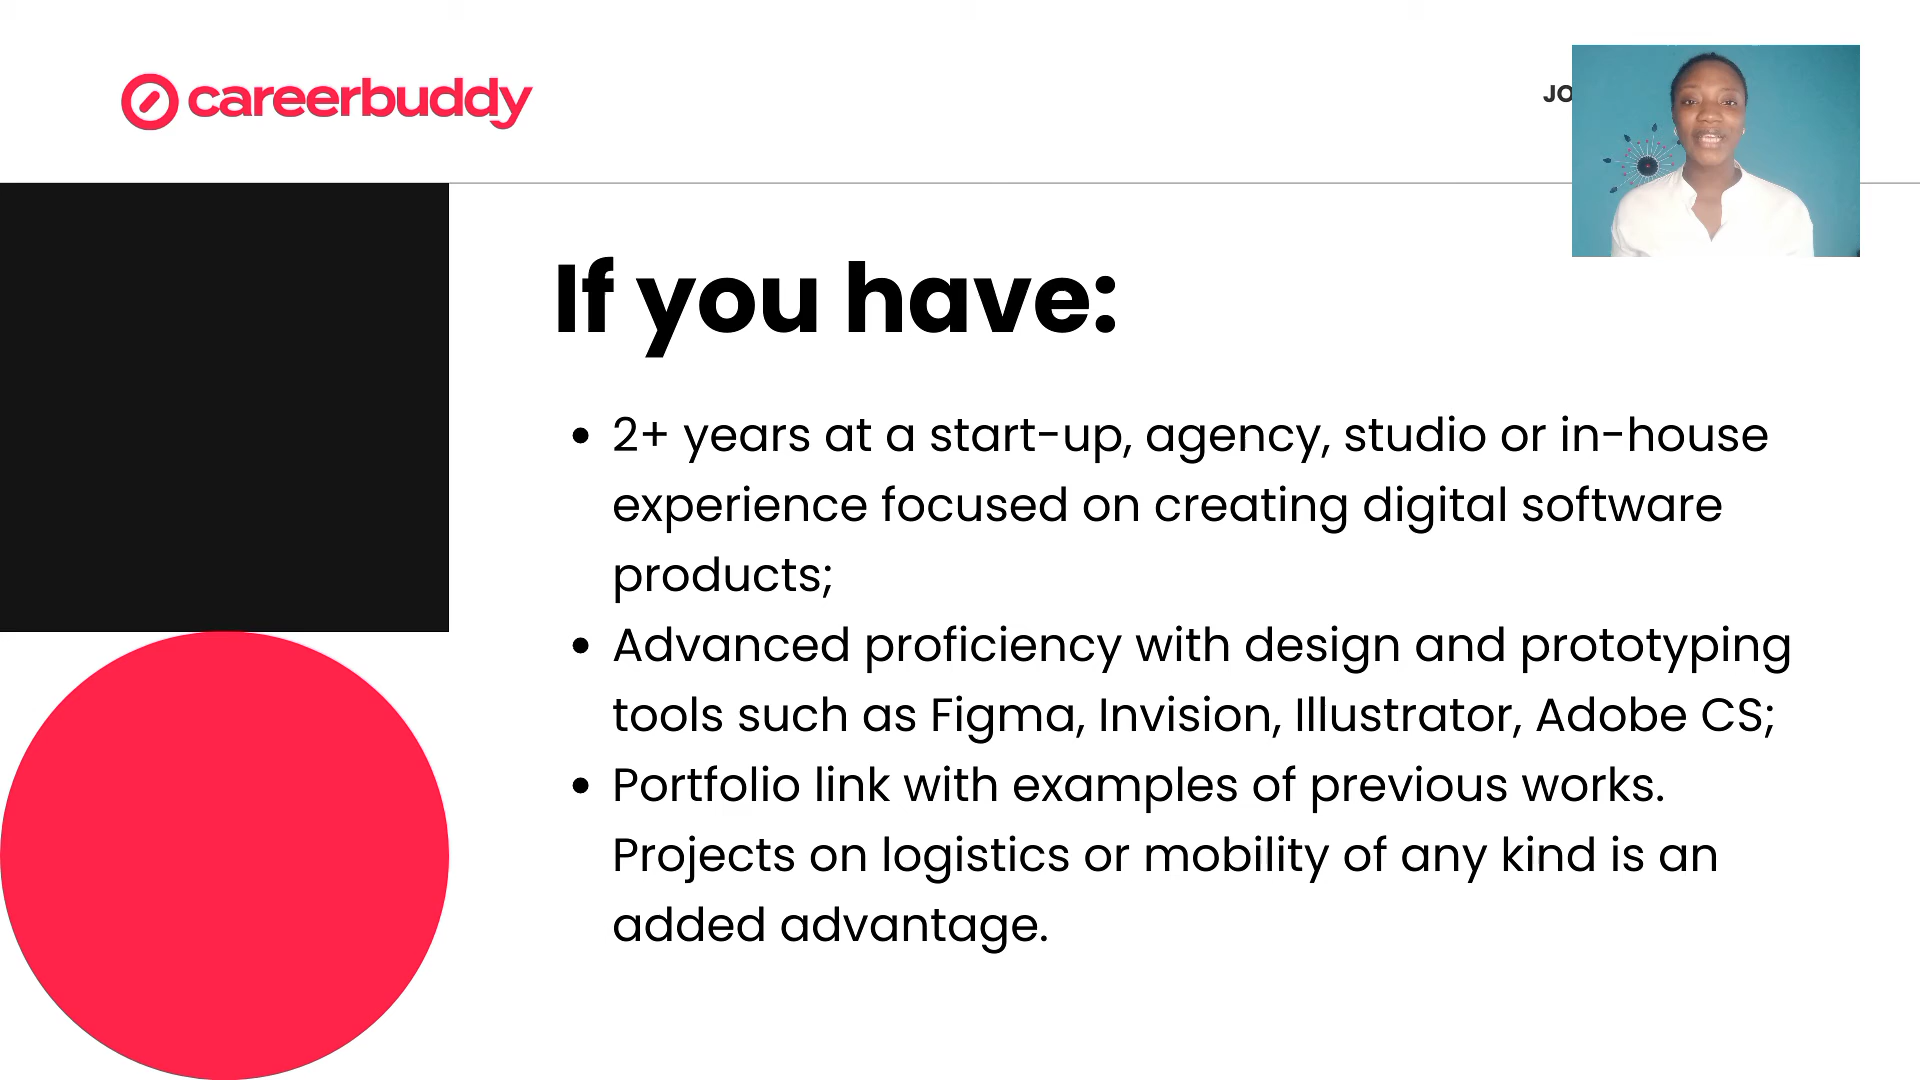 careerbuddy
If you have:
• 2+ years at a start-up, agency, studio or in-house
experience focused on creating digital software
products;
• Advanced proficiency with design and prototyping
tools such as Figma, Invision, Illustrator, Adobe CS;
• Portfolio link with examples of previous works.
Projects on logistics or mobility of any kind is an
added advantage.